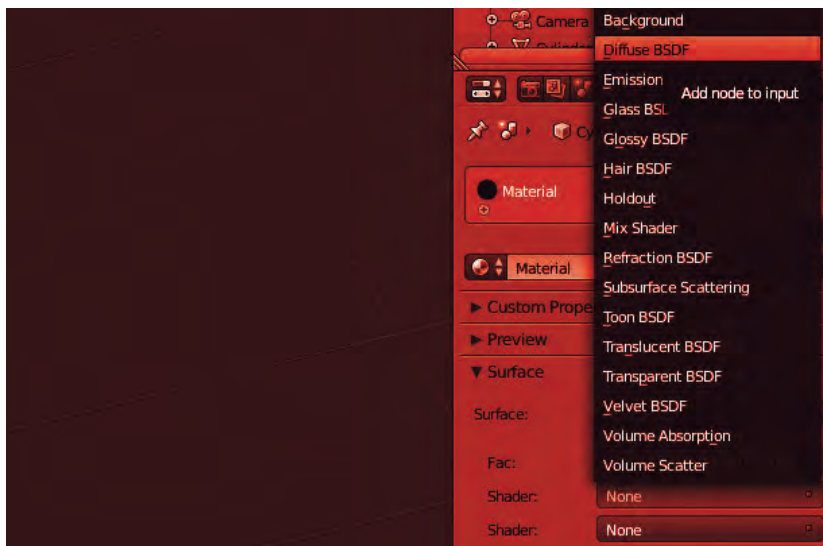 Camera
Background
Diffuse BSDF
Emission
Add node to input
Glass
Glossy BSDF
Hair BSDF
Material
Holdout
Mix Shader
Material
Refraction BSDF
Subsurface Scattering
Custom Prope
Toon BSDF
Preview
Translucent BSDF
Surface
Transparent BSDF
Surface:
Velvet BSDF
Volume Absorption
Fac:
Volume Scatter
Shader:
None
Shader:
None